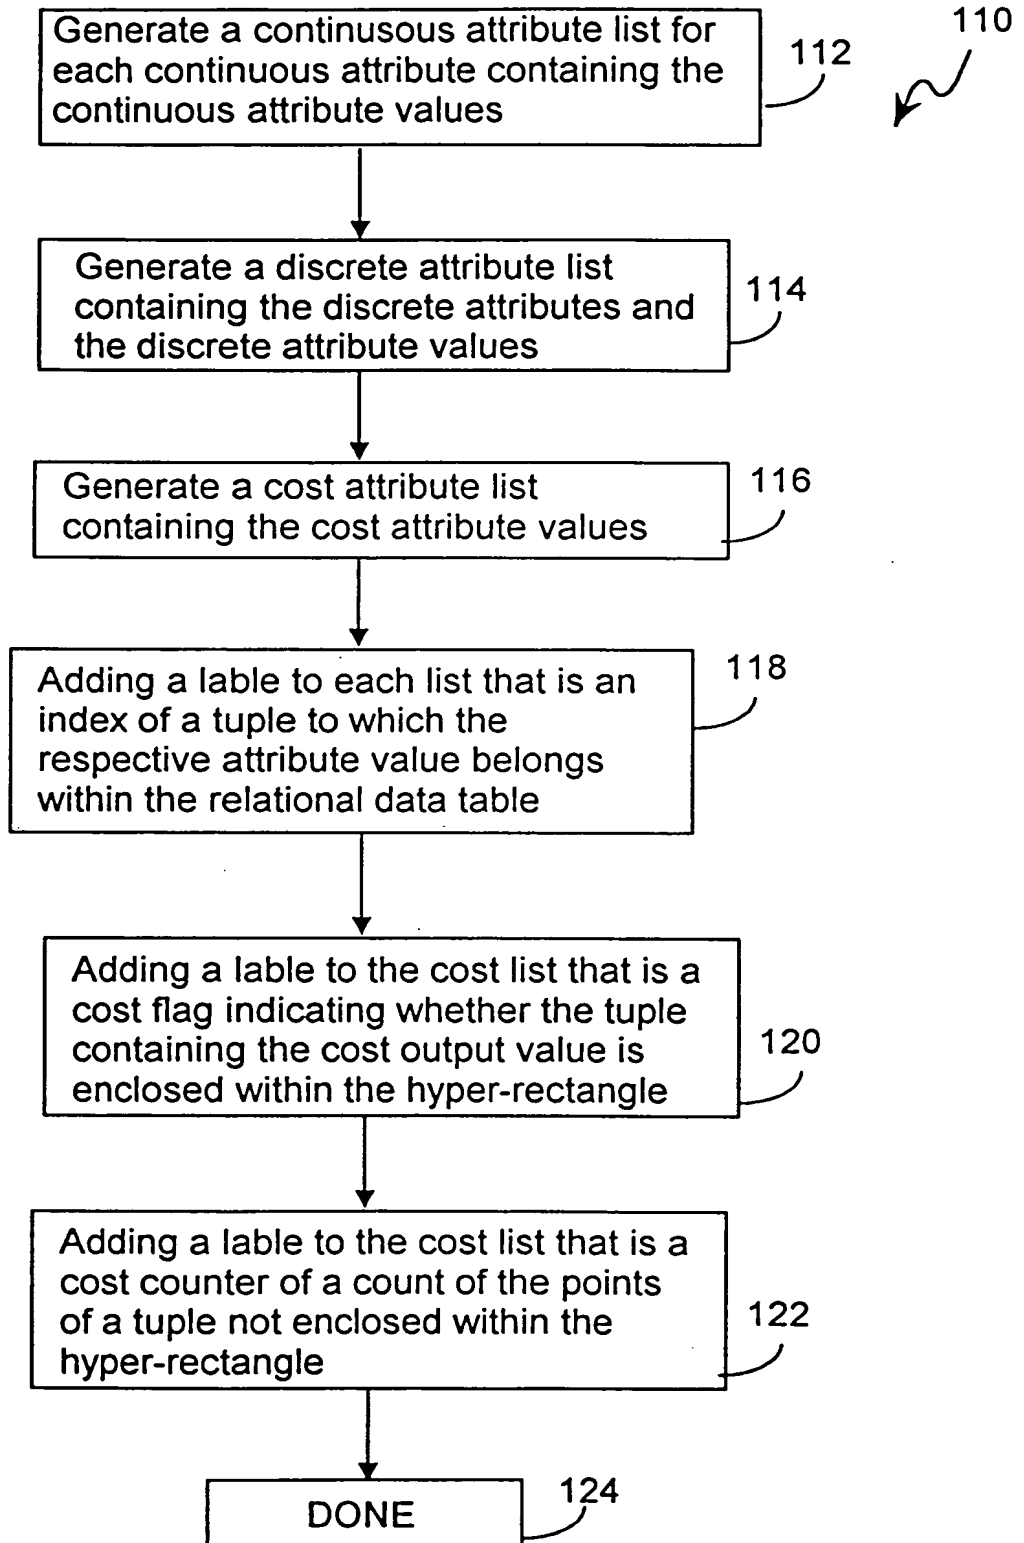 110
Generate a continusous attribute list for
each continuous attribute containing the
continuous attribute values
112
Generate a discrete attribute list
containing the discrete attributes and
the discrete attribute values
114
Generate a cost attribute list
containing the cost attribute values
116
Adding a lable to each list that is an
index of a tuple to which the
respective attribute value belongs
within the relational data table
118
Adding a lable to the cost list that is a
cost flag indicating whether the tuple
containing the cost output value is
enclosed within the hyper-rectangle
120
Adding a lable to the cost list that is a
cost counter of a count of the points
of a tuple not enclosed within the
hyper-rectangle
122
DONE
124